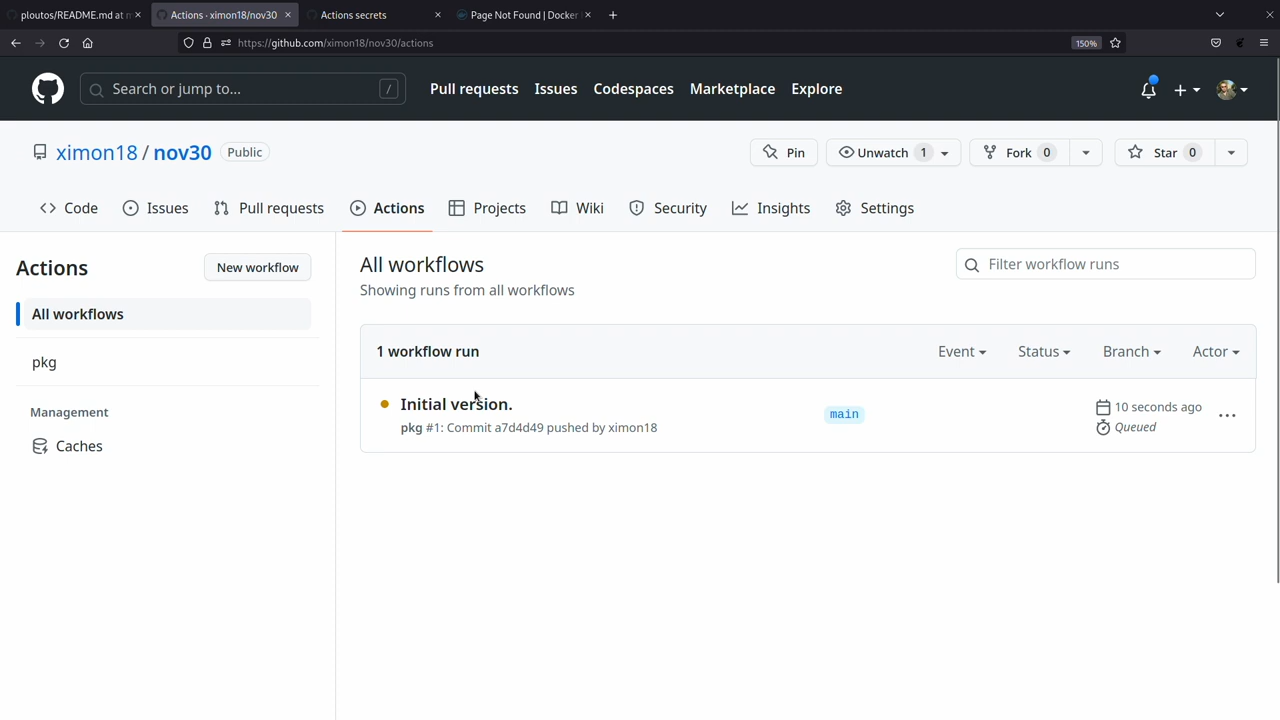 ploutos/README.md at m
Actions · ximon18/nov30
Actions secrets
Page Not Found | Docker
https://github.com/ximon18/nov30/actions
150%
Search or jump to...
/
Pull requests
Issues
Codespaces
Marketplace
Explore
ximon18 / nov30
Public
Pin
Unwatch 1
Fork 0
Star 0
Code
Issues
Pull requests
Actions
Projects
Wiki
Security
Insights
Settings
Actions
New workflow
All workflows
pkg
Management
Caches
All workflows
Showing runs from all workflows
Filter workflow runs
1 workflow run
Event
Status
Branch
Actor
Initial version.
pkg #1: Commit a7d4d49 pushed by ximon18
main
10 seconds ago
Queued